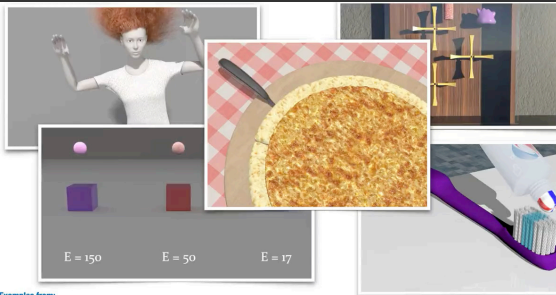 E = 150 E = 50 E = 17
Examples from: